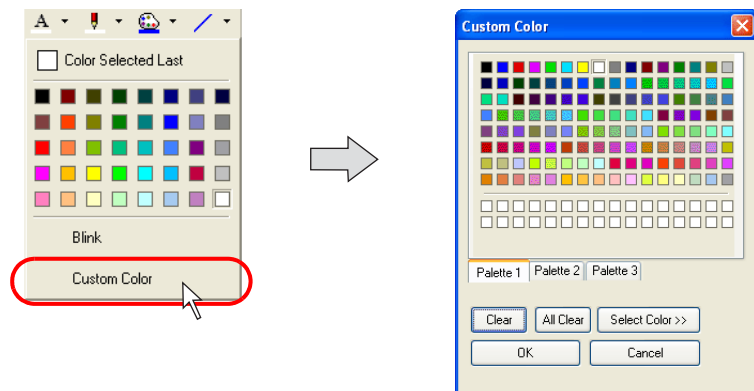 A
Color Selected Last
Blink
Custom Color
Custom Color
Palette 1 Palette 2 Palette 3
Clear All Clear Select Color >>
OK Cancel